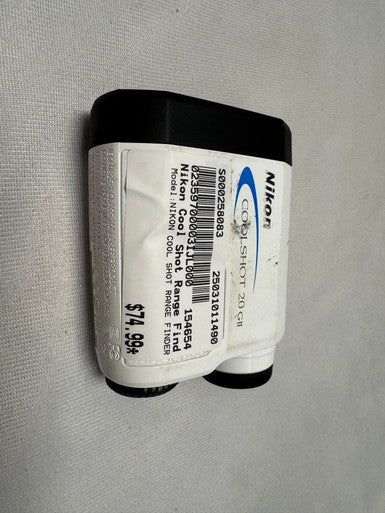 Nikon
COOLSHOT 20 GII
S000258083 25031011490
0235970000317JL000 154654
Nikon Cool Shot Range Find
Model:NIKON COOL SHOT RANGE FINDER
$74.99*